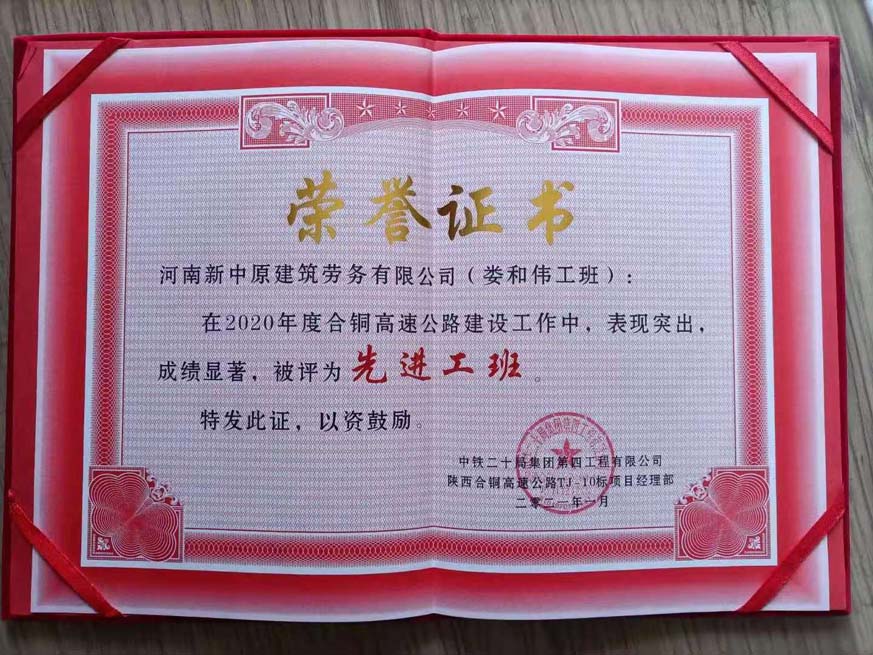 荣誉证书
河南新中原建筑劳务有限公司（娄和伟工班）：
在2020年度合铜高速公路建设工作中，表现突出，
成绩显著，被评为先进工班。
特发此证，以资鼓励。
中铁二十局集团第四工程有限公司
陕西合铜高速公路TJ-10标项目经理部
二零二一年一月